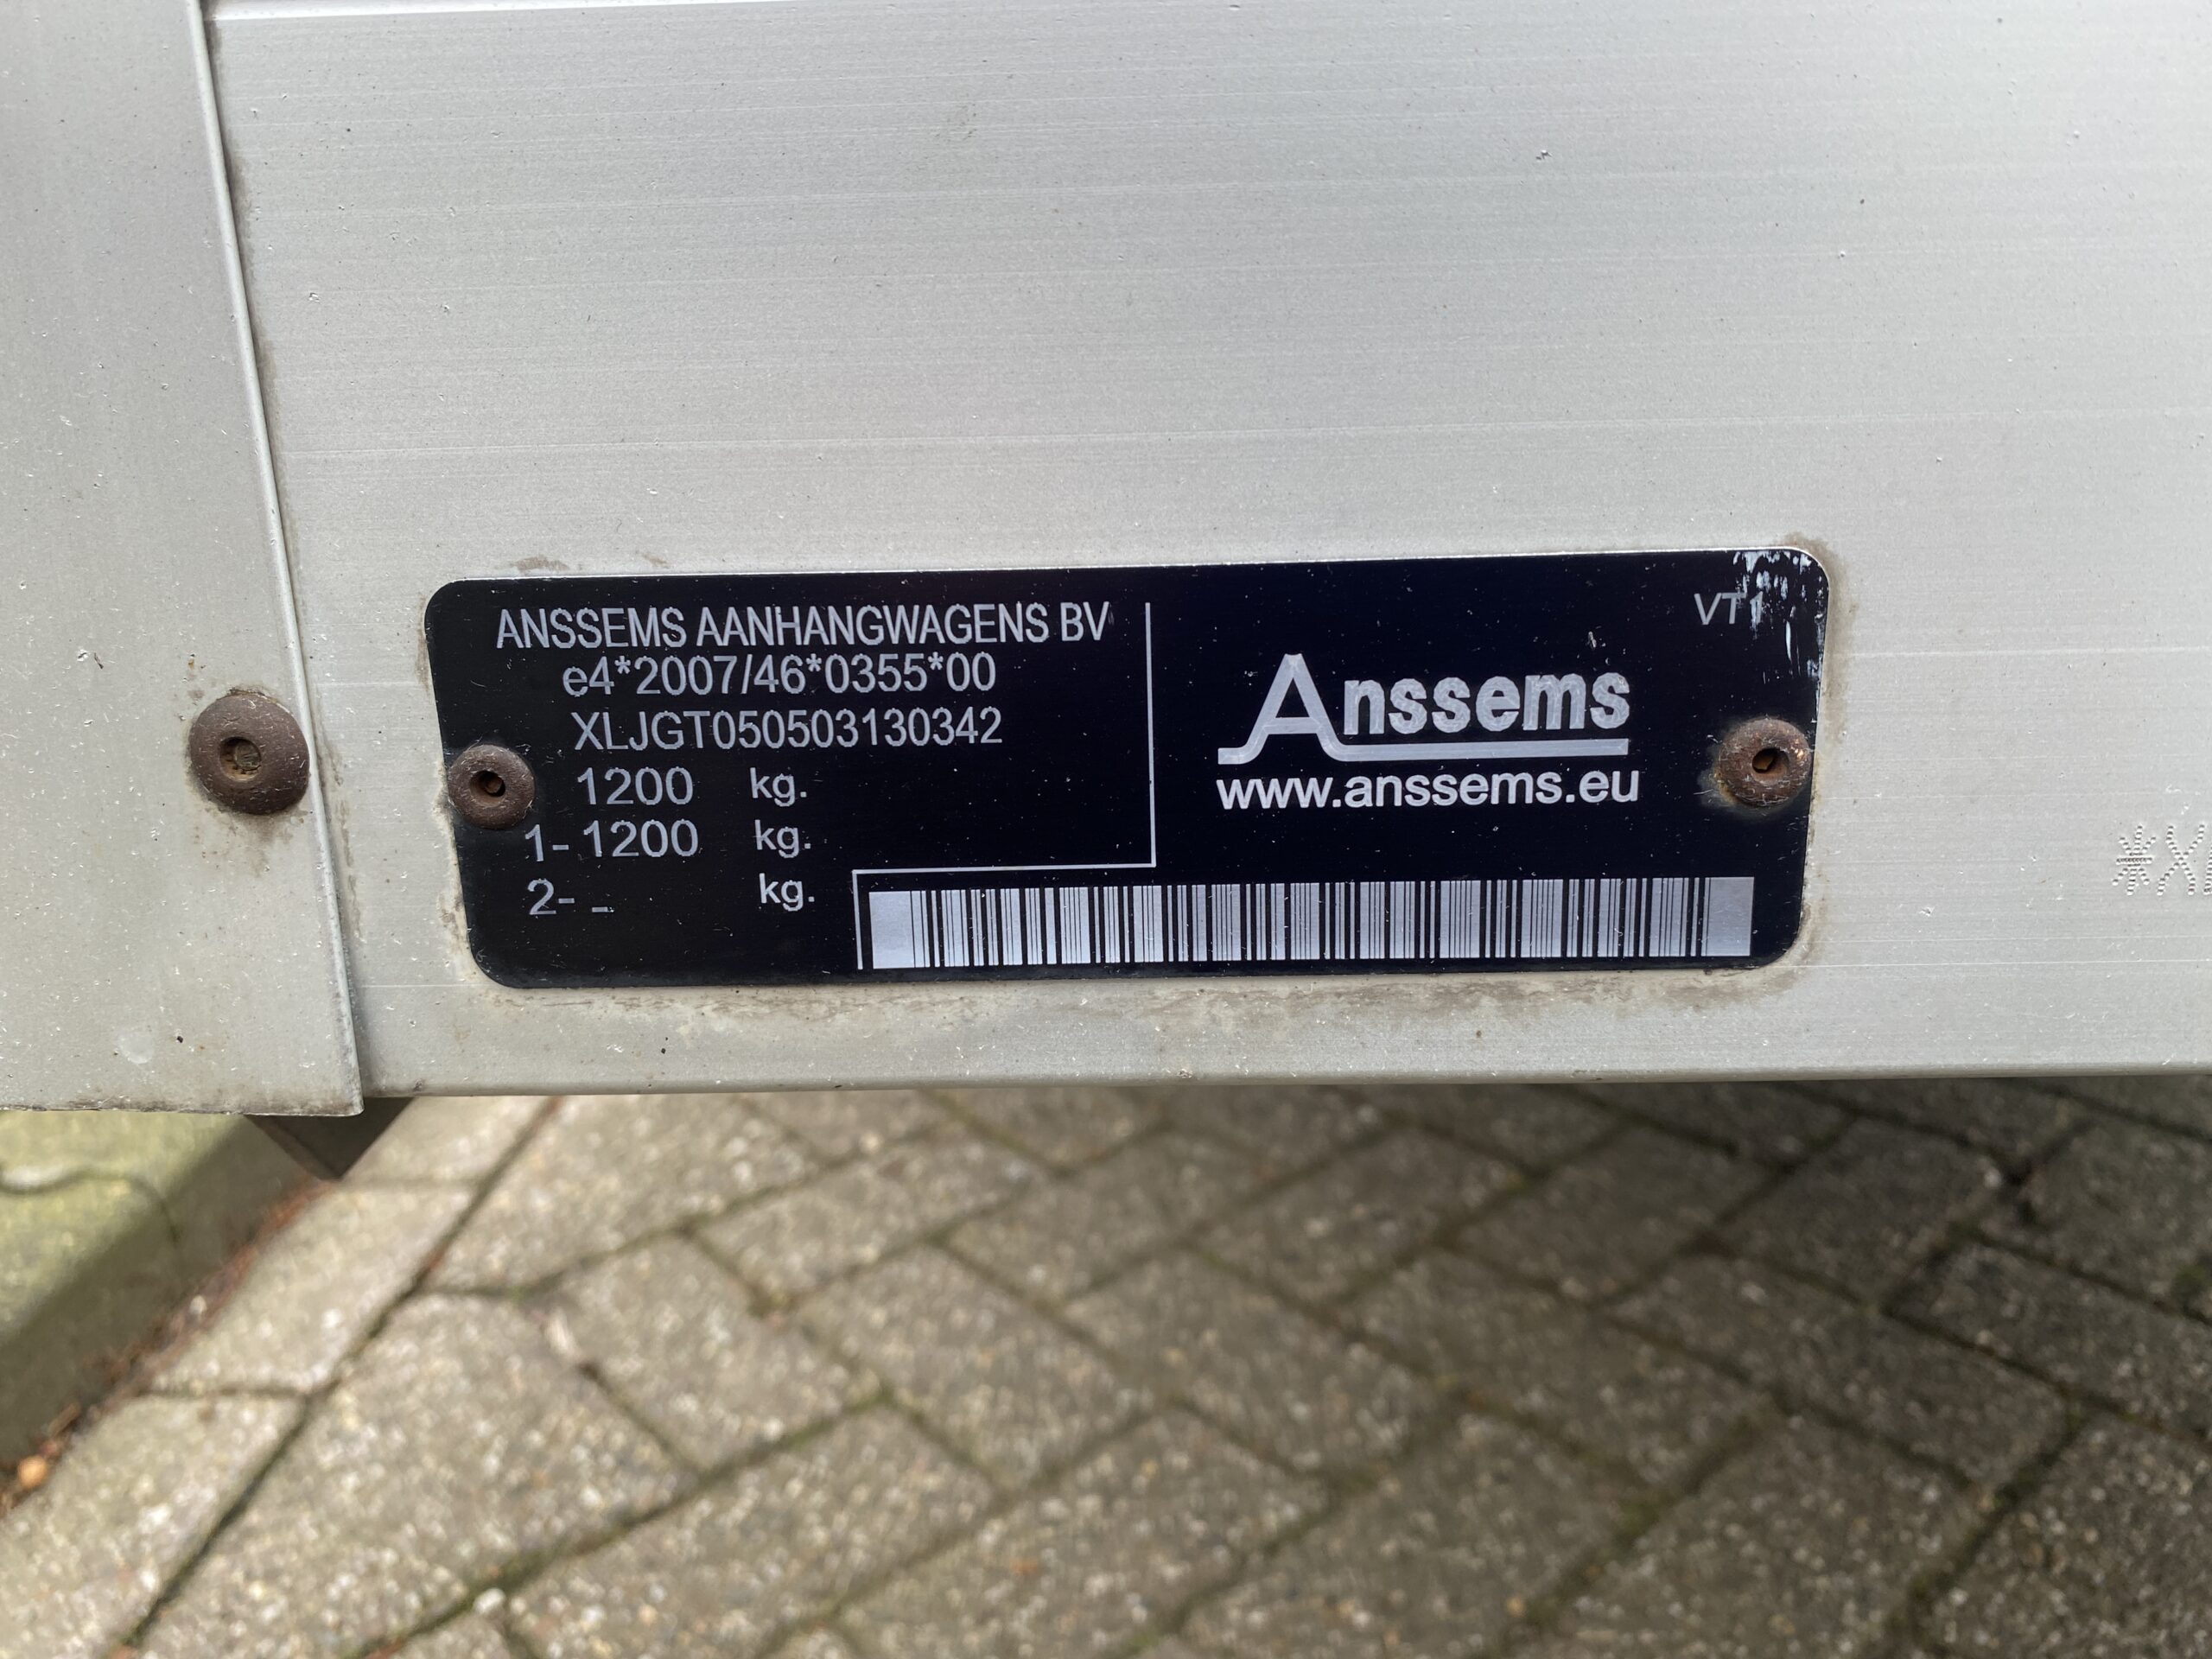 ANSSEMS AANHANGWAGENS BV
e4*2007/46*0355*00
XLJGT050503130342
1200 kg.
1- 1200 kg.
2- - kg.
VT1
Anssems
www.anssems.eu